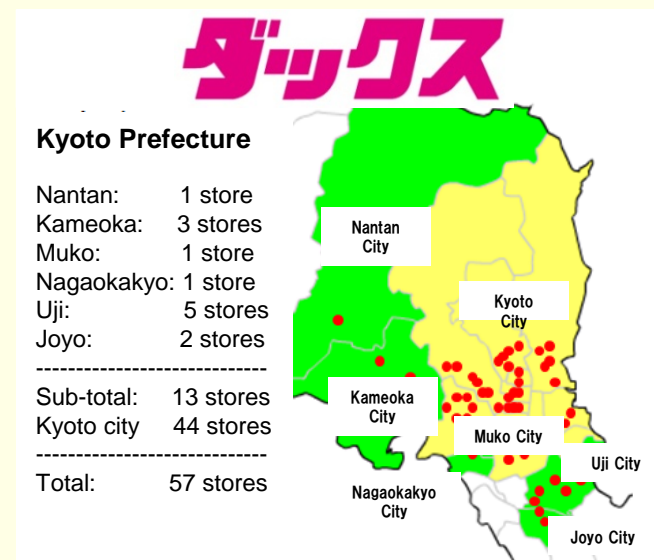 ダックス
Kyoto Prefecture
Nantan: 1 store
Kameoka: 3 stores
Muko: 1 store
Nagaokakyo: 1 store
Uji: 5 stores
Joyo: 2 stores
-----------------------------
Sub-total: 13 stores
Kyoto city 44 stores
-----------------------------
Total: 57 stores
Nantan
City
Kyoto
City
Kameoka
City
Muko City
Uji City
Nagaokakyo
City
Joyo City